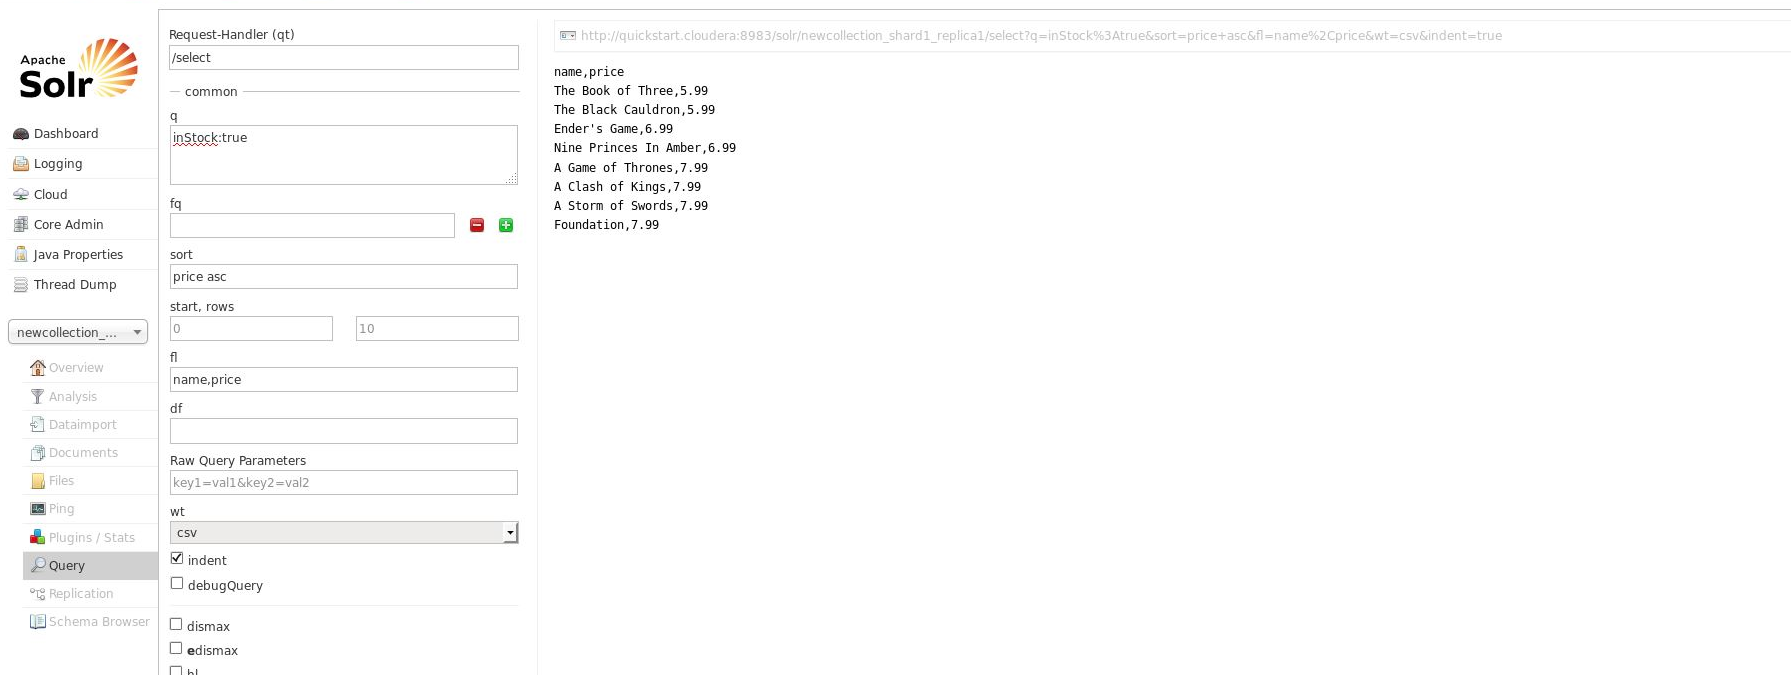 Apache
Solr
Dashboard
Logging
Cloud
Core Admin
Java Properties
Thread Dump
newcollection_...
Overview
Analysis
Dataimport
Documents
Files
Ping
Plugins / Stats
Query
Replication
Schema Browser
Request-Handler (qt)
/select
common
q
inStock:true
fq
sort
price asc
start, rows
0 10
fl
name,price
df
Raw Query Parameters
key1=val1&key2=val2
wt
csv
indent
debugQuery
dismax
edismax
hl
http://quickstart.cloudera:8983/solr/newcollection_shard1_replica1/select?q=inStock%3Atrue&sort=price+asc&fl=name%2Cprice&wt=csv&indent=true
name,price
The Book of Three,5.99
The Black Cauldron,5.99
Ender's Game,6.99
Nine Princes In Amber,6.99
A Game of Thrones,7.99
A Clash of Kings,7.99
A Storm of Swords,7.99
Foundation,7.99